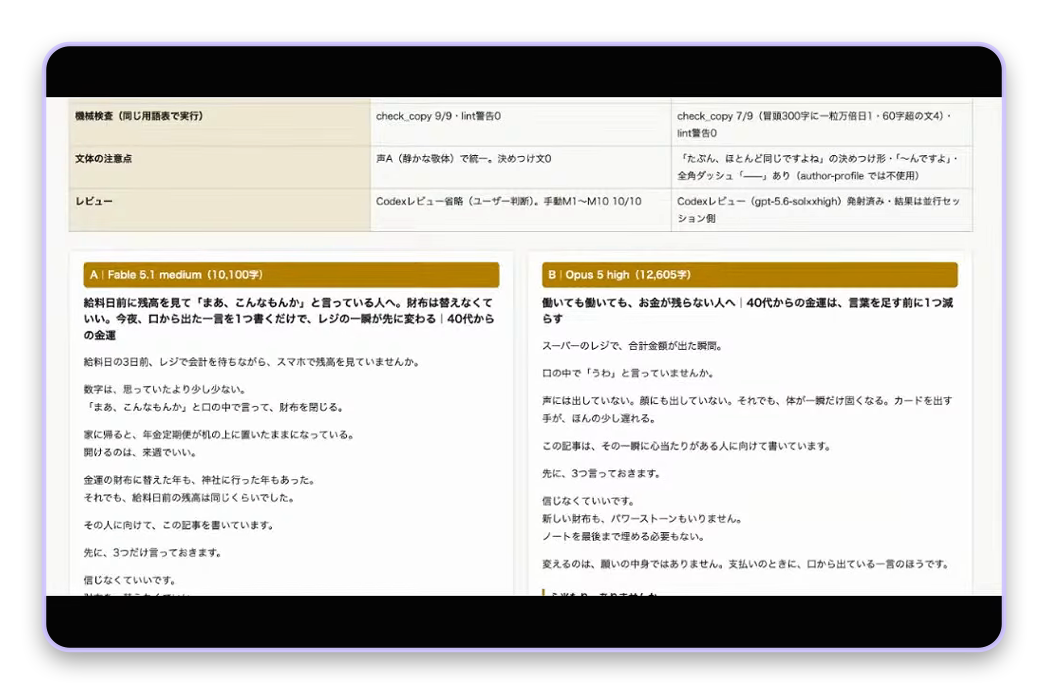 機械検査（同じ用語表で実行）
check_copy 9/9・lint警告0
check_copy 7/9（冒頭300字に一粒万倍日1・60字超の文4）・
lint警告0
文体の注意点
声A（静かな敬体）で統一。決めつけ文0
「たぶん、ほとんど同じですよね」の決めつけ形・「〜んですよ」・
全角ダッシュ「——」あり（author-profile では不使用）
レビュー
Codexレビュー省略（ユーザー判断）。手動M1〜M10 10/10
Codexレビュー（gpt-5.6-sol×xhigh）発射済み・結果は並行セッ
ション側
A｜Fable 5.1 medium（10,100字）
給料日前に残高を見て「まあ、こんなもんか」と言っている人へ。財布は替えなくて
いい。今夜、口から出た一言を1つ書くだけで、レジの一瞬が先に変わる｜40代から
の金運
給料日の3日前、レジで会計を待ちながら、スマホで残高を見ていませんか。
数字は、思っていたより少し少ない。
「まあ、こんなもんか」と口の中で言って、財布を閉じる。
家に帰ると、年金定期便が机の上に置いたままになっている。
開けるのは、来週でいい。
金運の財布に替えた年も、神社に行った年もあった。
それでも、給料日前の残高は同じくらいでした。
その人に向けて、この記事を書いています。
先に、3つだけ言っておきます。
信じなくていいです。
B｜Opus 5 high（12,605字）
働いても働いても、お金が残らない人へ｜40代からの金運は、言葉を足す前に1つ減
らす
スーパーのレジで、合計金額が出た瞬間。
口の中で「うわ」と言っていませんか。
声には出していない。顔にも出していない。それでも、体が一瞬だけ固くなる。カードを出す
手が、ほんの少し遅れる。
この記事は、その一瞬に心当たりがある人に向けて書いています。
先に、3つ言っておきます。
信じなくていいです。
新しい財布も、パワーストーンもいりません。
ノートを最後まで埋める必要もない。
変えるのは、願いの中身ではありません。支払いのときに、口から出ている一言のほうです。